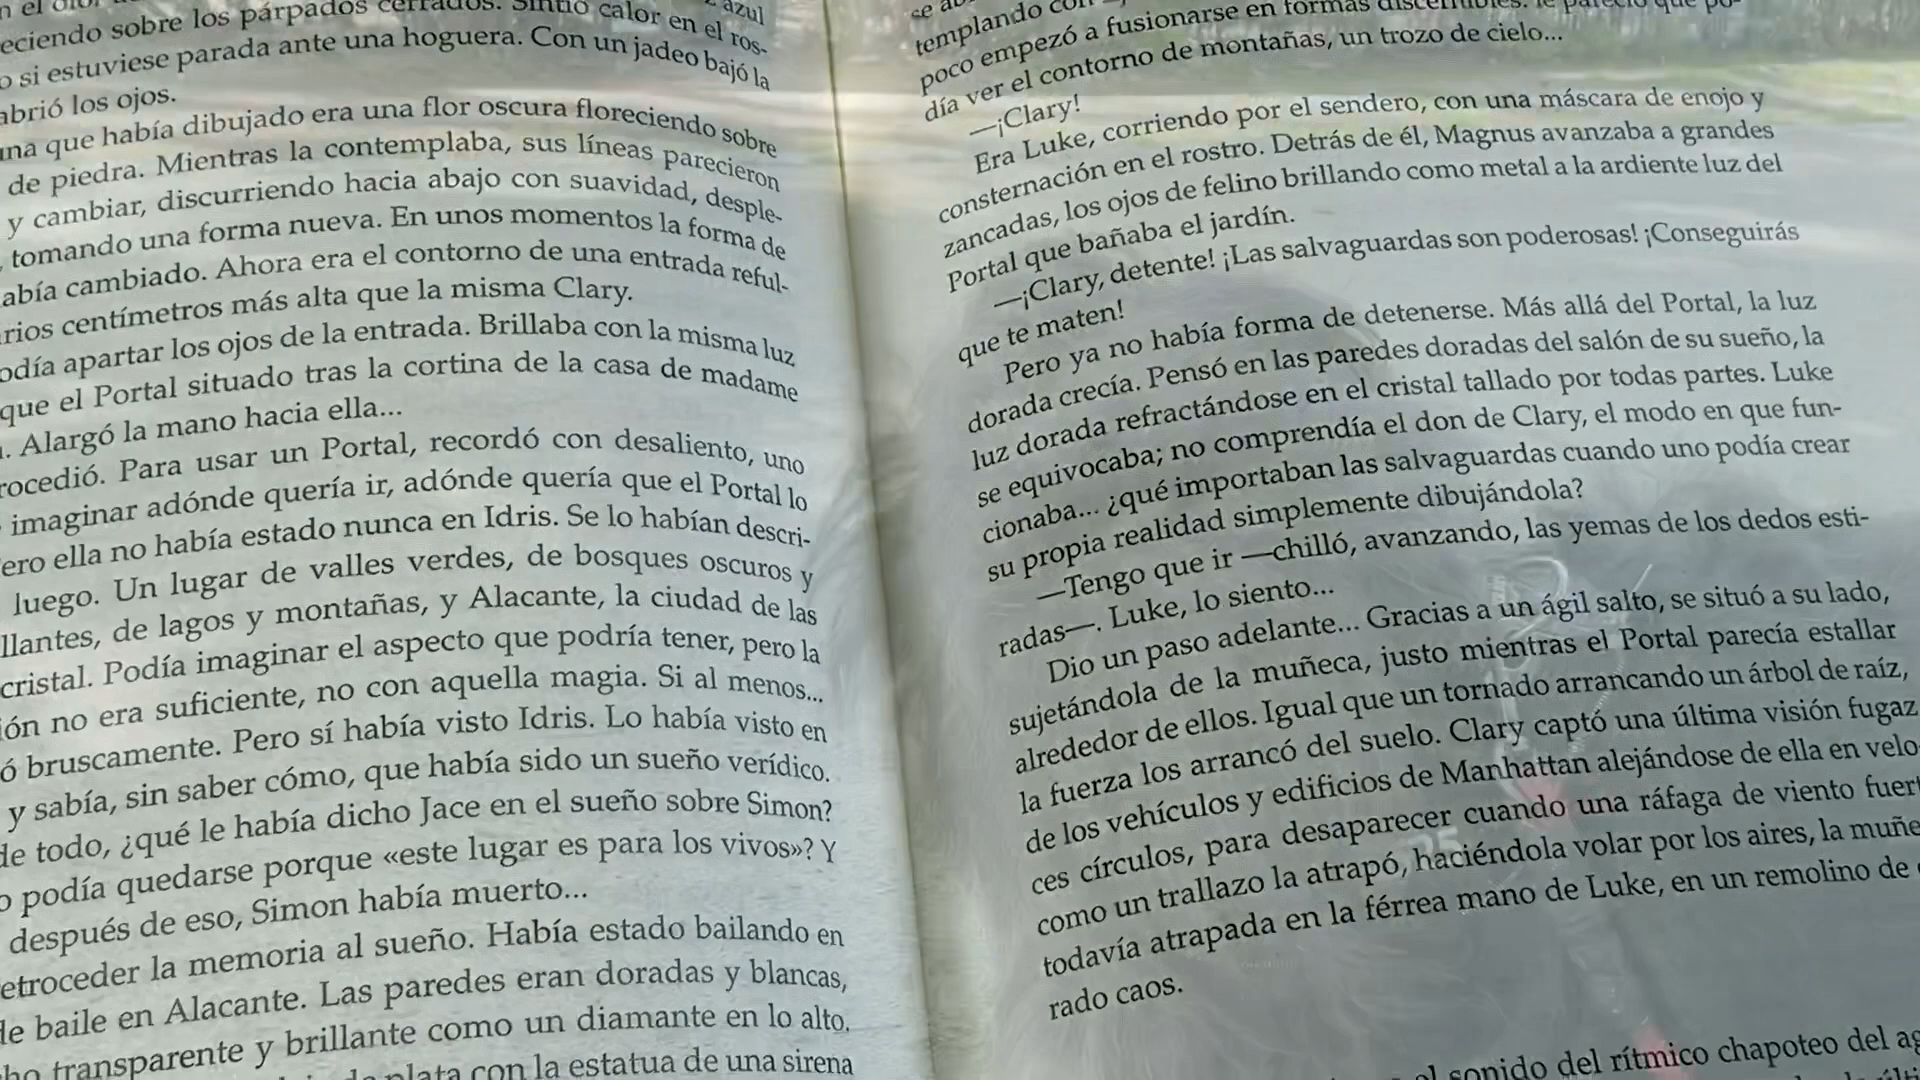 azul
eciendo sobre los párpados cerrados. Sintió calor en el ros-
o si estuviese parada ante una hoguera. Con un jadeo bajó la
abrió los ojos.
na que había dibujado era una flor oscura floreciendo sobre
de piedra. Mientras la contemplaba, sus líneas parecieron
y cambiar, discurriendo hacia abajo con suavidad, desple-
tomando una forma nueva. En unos momentos la forma de
abía cambiado. Ahora era el contorno de una entrada reful-
rios centímetros más alta que la misma Clary.
odía apartar los ojos de la entrada. Brillaba con la misma luz
que el Portal situado tras la cortina de la casa de madame
. Alargó la mano hacia ella...
rocedió. Para usar un Portal, recordó con desaliento, uno
imaginar adónde quería ir, adónde quería que el Portal lo
ero ella no había estado nunca en Idris. Se lo habían descri-
luego. Un lugar de valles verdes, de bosques oscuros y
llantes, de lagos y montañas, y Alacante, la ciudad de las
cristal. Podía imaginar el aspecto que podría tener, pero la
ión no era suficiente, no con aquella magia. Si al menos...
ó bruscamente. Pero sí había visto Idris. Lo había visto en
y sabía, sin saber cómo, que había sido un sueño verídico.
de todo, ¿qué le había dicho Jace en el sueño sobre Simon?
o podía quedarse porque «este lugar es para los vivos»? Y
después de eso, Simon había muerto...
etroceder la memoria al sueño. Había estado bailando en
de baile en Alacante. Las paredes eran doradas y blancas,
ho transparente y brillante como un diamante en lo alto.
plata con la estatua de una sirena
templando con
poco empezó a fusionarse en formas discernibles: le pareció que po-
día ver el contorno de montañas, un trozo de cielo...
—¡Clary!
Era Luke, corriendo por el sendero, con una máscara de enojo y
consternación en el rostro. Detrás de él, Magnus avanzaba a grandes
zancadas, los ojos de felino brillando como metal a la ardiente luz del
Portal que bañaba el jardín.
—¡Clary, detente! ¡Las salvaguardas son poderosas! ¡Conseguirás
que te maten!
Pero ya no había forma de detenerse. Más allá del Portal, la luz
dorada crecía. Pensó en las paredes doradas del salón de su sueño, la
luz dorada refractándose en el cristal tallado por todas partes. Luke
se equivocaba; no comprendía el don de Clary, el modo en que fun-
cionaba... ¿qué importaban las salvaguardas cuando uno podía crear
su propia realidad simplemente dibujándola?
—Tengo que ir —chilló, avanzando, las yemas de los dedos esti-
radas—. Luke, lo siento...
Dio un paso adelante... Gracias a un ágil salto, se situó a su lado,
sujetándola de la muñeca, justo mientras el Portal parecía estallar
alrededor de ellos. Igual que un tornado arrancando un árbol de raíz,
la fuerza los arrancó del suelo. Clary captó una última visión fugaz
de los vehículos y edificios de Manhattan alejándose de ella en velo
ces círculos, para desaparecer cuando una ráfaga de viento fuert
como un trallazo la atrapó, haciéndola volar por los aires, la muñe
todavía atrapada en la férrea mano de Luke, en un remolino de
rado caos.
el sonido del rítmico chapoteo del ag